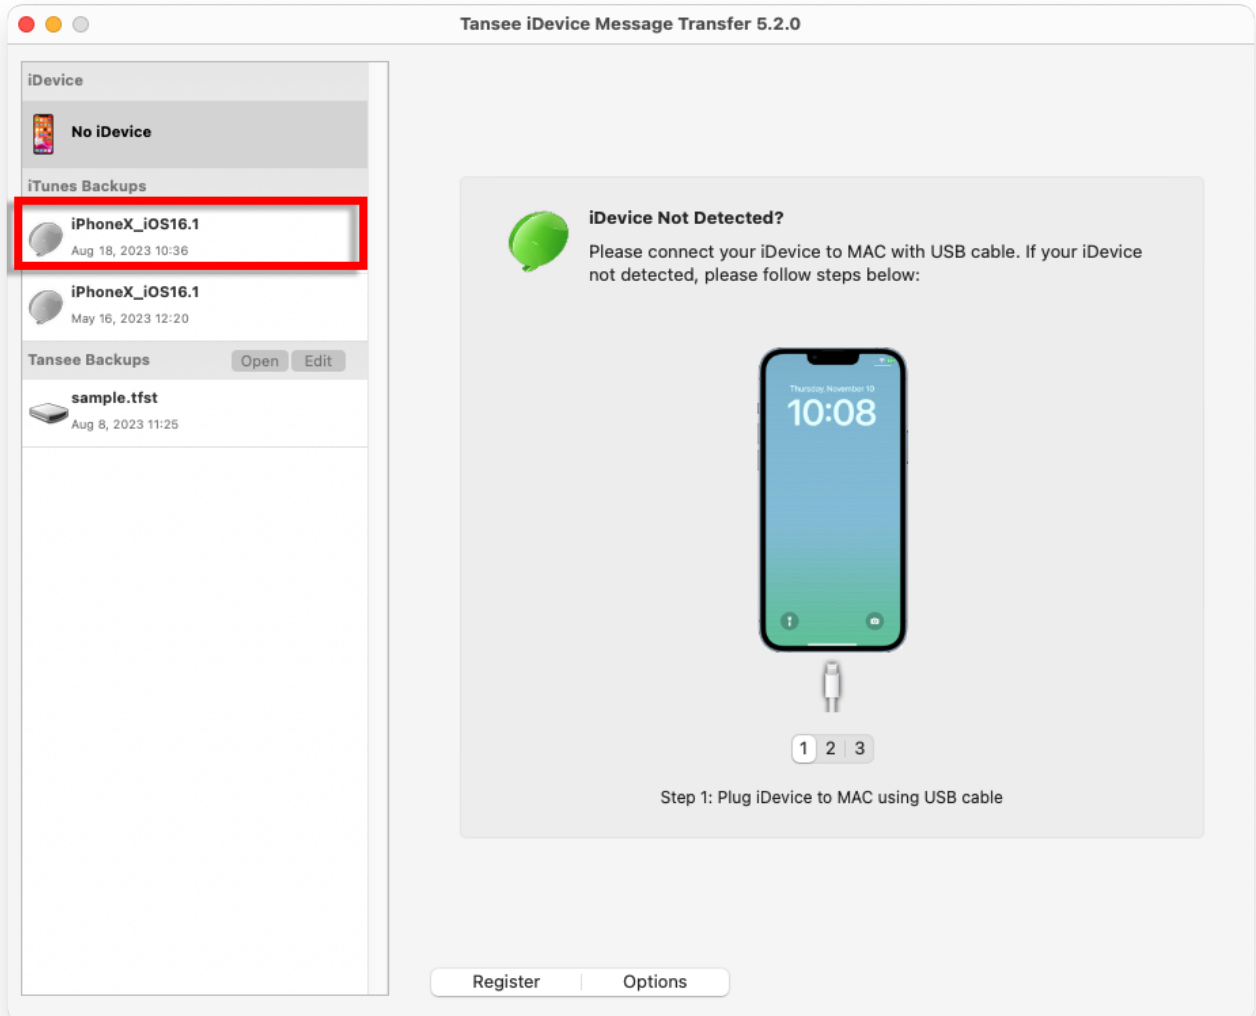 Tansee iDevice Message Transfer 5.2.0
iDevice
No iDevice
iTunes Backups
iPhoneX_iOS16.1
Aug 18, 2023 10:36
iPhoneX_iOS16.1
May 16, 2023 12:20
Tansee Backups Open Edit
sample.tfst
Aug 8, 2023 11:25
iDevice Not Detected?
Please connect your iDevice to MAC with USB cable. If your iDevice
not detected, please follow steps below:
Thursday, November 10
10:08
1 2 3
Step 1: Plug iDevice to MAC using USB cable
Register Options